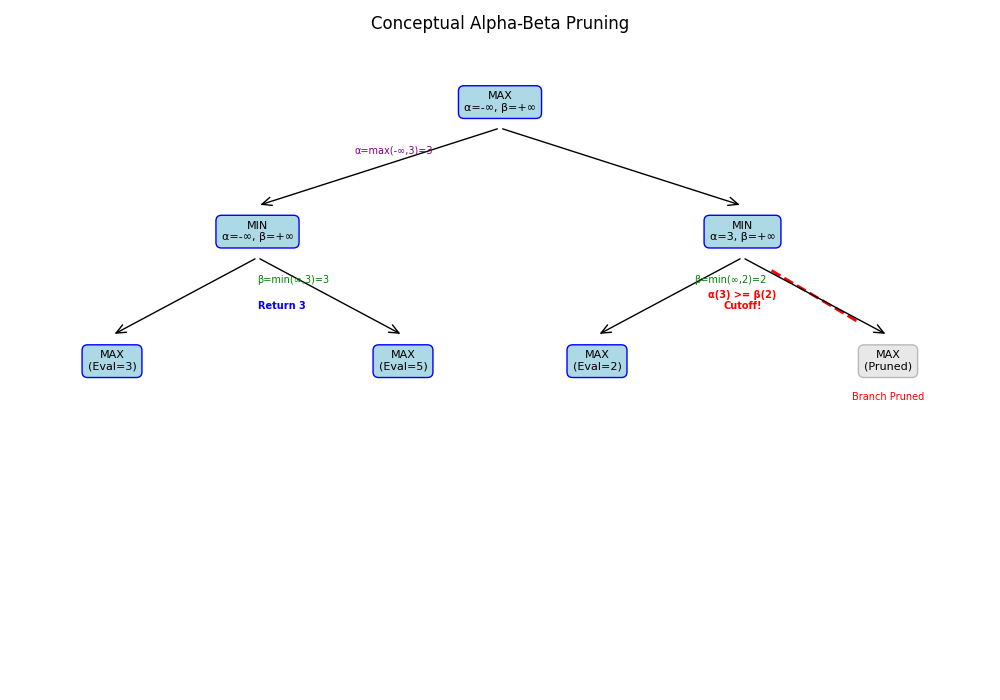 Conceptual Alpha-Beta Pruning
MAX
α=-∞, β=+∞
α=max(-∞,3)=3
MIN
α=-∞, β=+∞
MIN
α=3, β=+∞
β=min(∞,3)=3
Return 3
β=min(∞,2)=2
α(3) >= β(2)
Cutoff!
MAX
(Eval=3)
MAX
(Eval=5)
MAX
(Eval=2)
MAX
(Pruned)
Branch Pruned